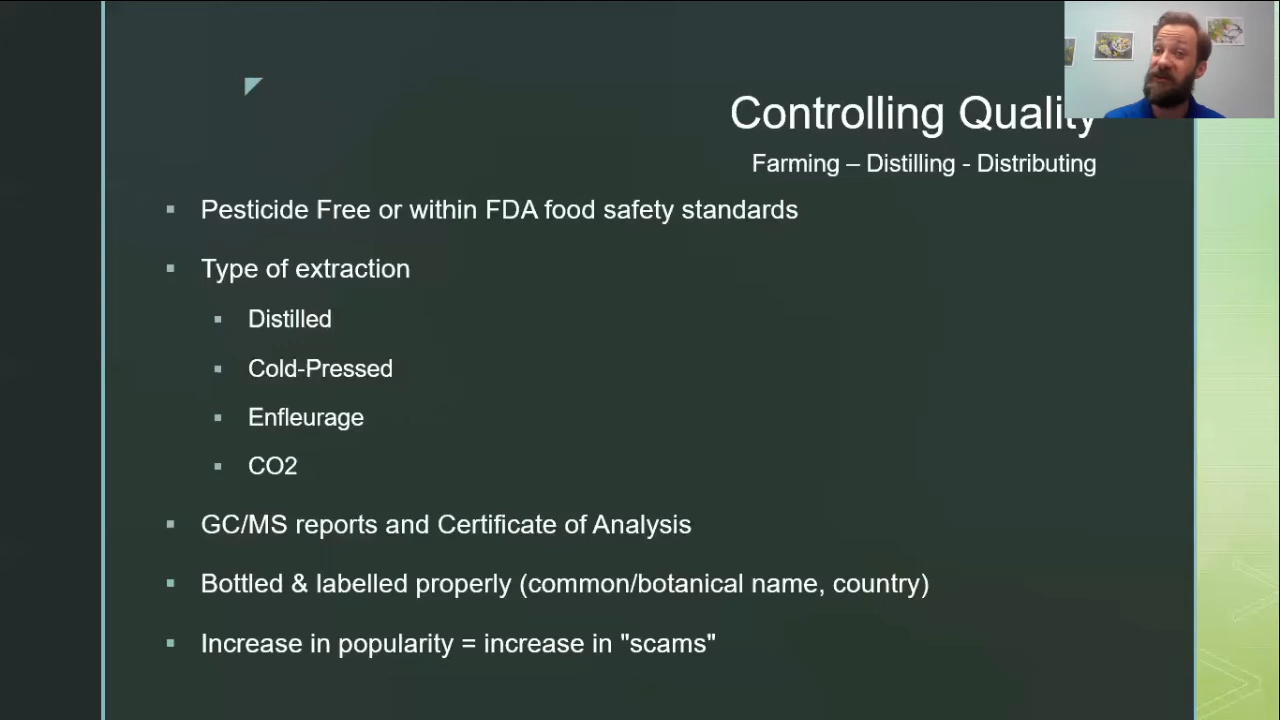 Controlling Quality
Farming – Distilling - Distributing
Pesticide Free or within FDA food safety standards
Type of extraction
Distilled
Cold-Pressed
Enfleurage
CO2
GC/MS reports and Certificate of Analysis
Bottled & labelled properly (common/botanical name, country)
Increase in popularity = increase in "scams"